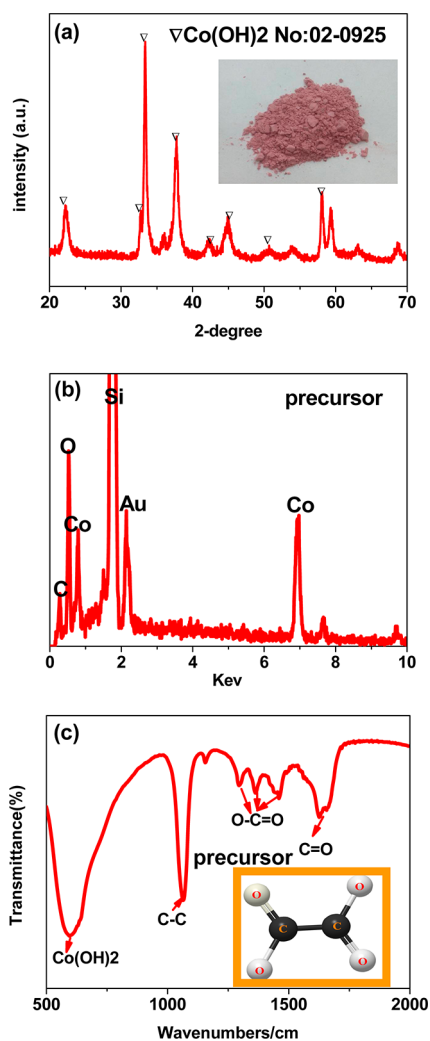 (a)
▽Co(OH)2 No:02-0925
intensity (a.u.)
20 30 40 50 60 70
2-degree
(b)
Si
precursor
O
Au
Co
Co
C
0 2 4 6 8 10
Kev
(c)
Transmittance(%)
O-C=O
C=O
precursor
C-C
Co(OH)2
O O
C C
O O
500 1000 1500 2000
Wavenumbers/cm